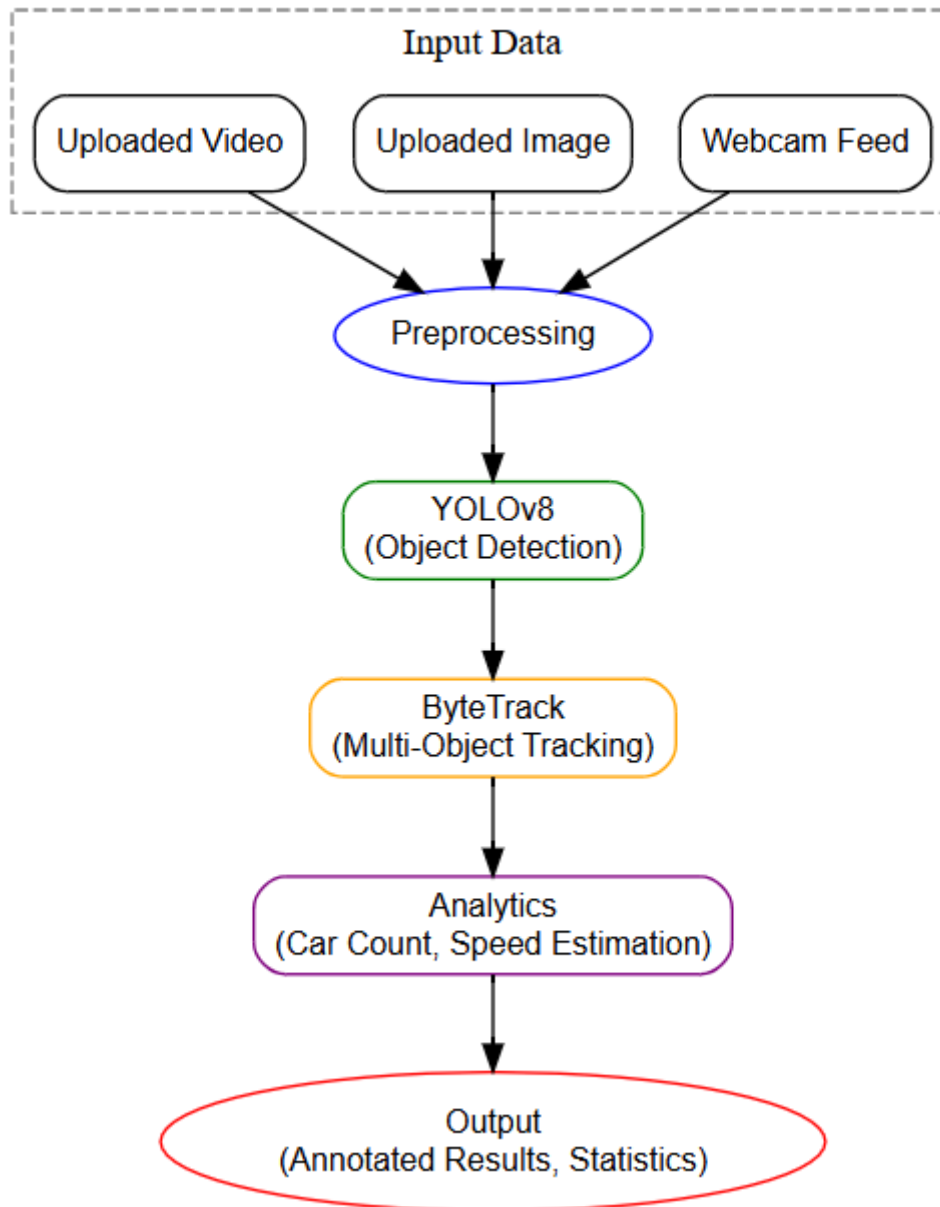 Input Data
Uploaded Video
Uploaded Image
Webcam Feed
Preprocessing
YOLOv8
(Object Detection)
ByteTrack
(Multi-Object Tracking)
Analytics
(Car Count, Speed Estimation)
Output
(Annotated Results, Statistics)